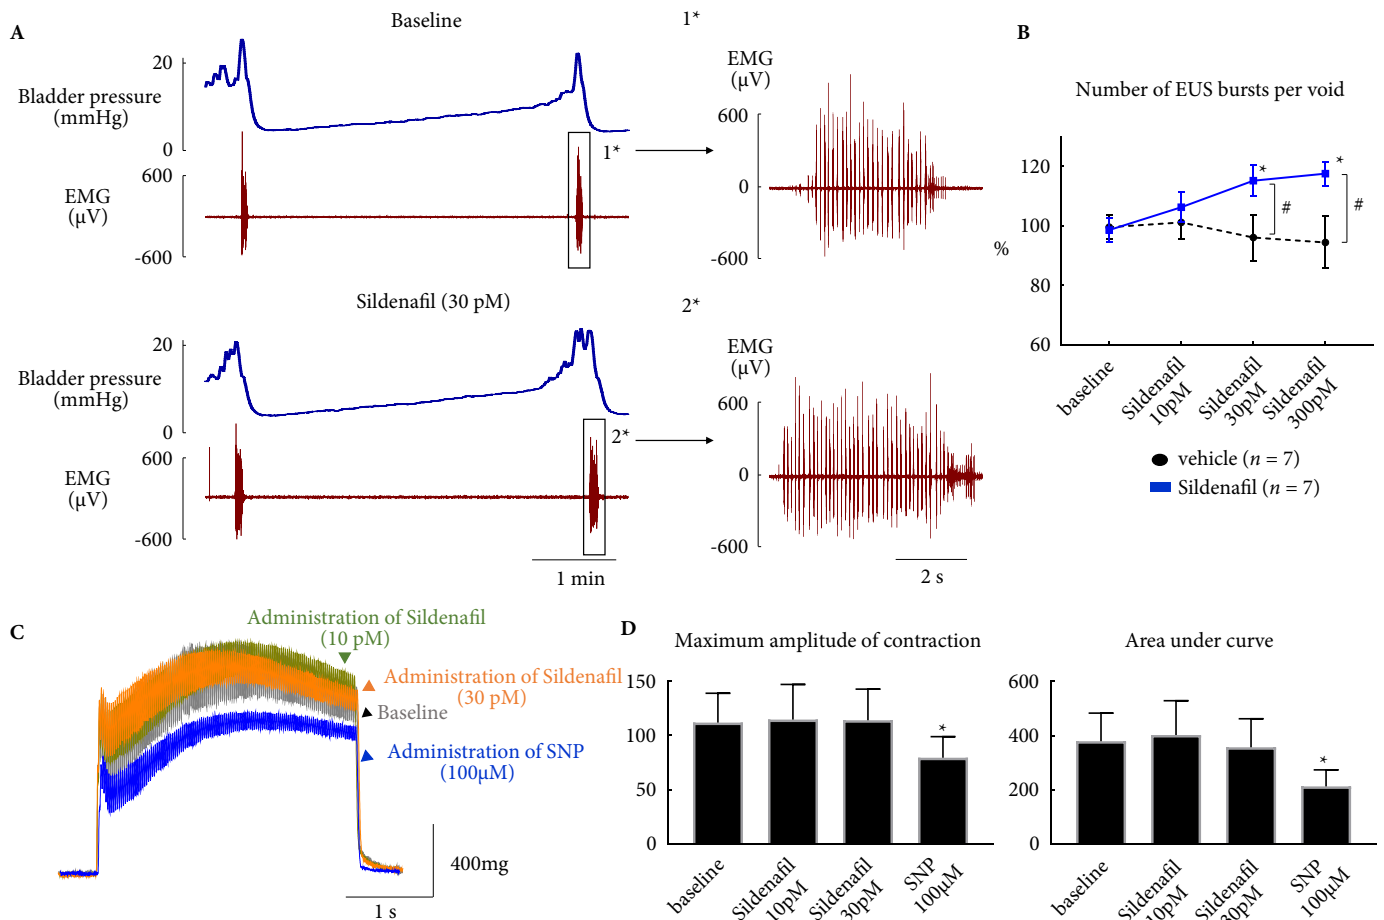 A
Baseline
20
Bladder pressure
(mmHg)
0
600
EMG
(μV)
-600
1*
1*
EMG
(μV)
600
0
-600
Sildenafil (30 pM)
20
Bladder pressure
(mmHg)
0
600
EMG
(μV)
-600
2*
1 min
2*
EMG
(μV)
600
0
-600
2 s
B
Number of EUS bursts per void
120
100
80
60
%
*
*
#
#
baseline
Sildenafil
10pM
Sildenafil
30pM
Sildenafil
300pM
vehicle (n = 7)
Sildenafil (n = 7)
C
Administration of Sildenafil
(10 pM)
Administration of Sildenafil
(30 pM)
Baseline
Administration of SNP
(100μM)
400mg
1 s
D
Maximum amplitude of contraction
150
100
50
0
*
baseline
Sildenafil
10pM
Sildenafil
30pM
SNP
100μM
Area under curve
600
400
200
0
*
baseline
Sildenafil
10pM
Sildenafil
30pM
SNP
100μM